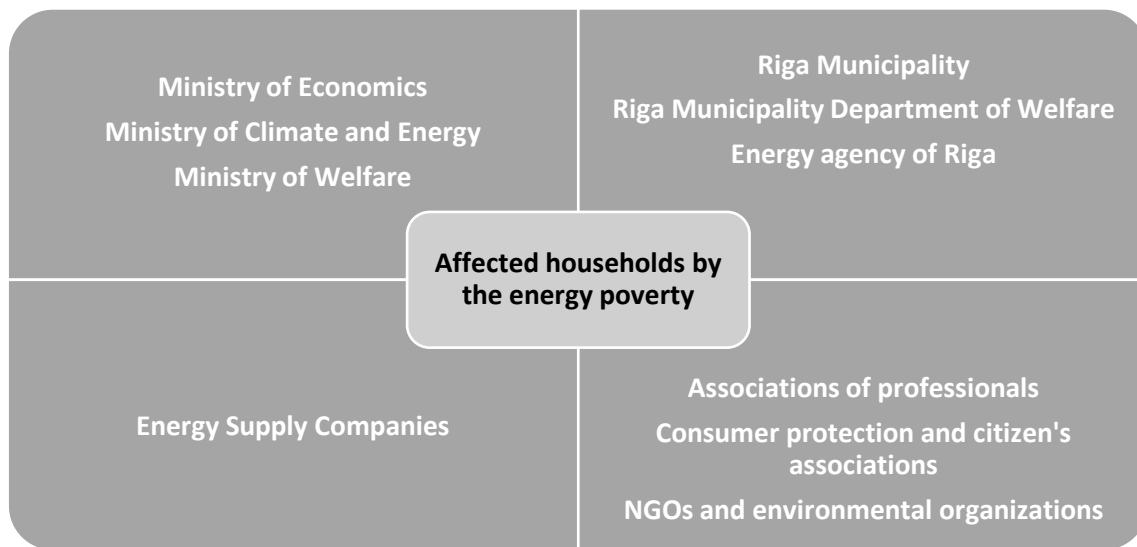 Ministry of Economics
Ministry of Climate and Energy
Ministry of Welfare
Riga Municipality
Riga Municipality Department of Welfare
Energy agency of Riga
Affected households by
the energy poverty
Energy Supply Companies
Associations of professionals
Consumer protection and citizen's
associations
NGOs and environmental organizations